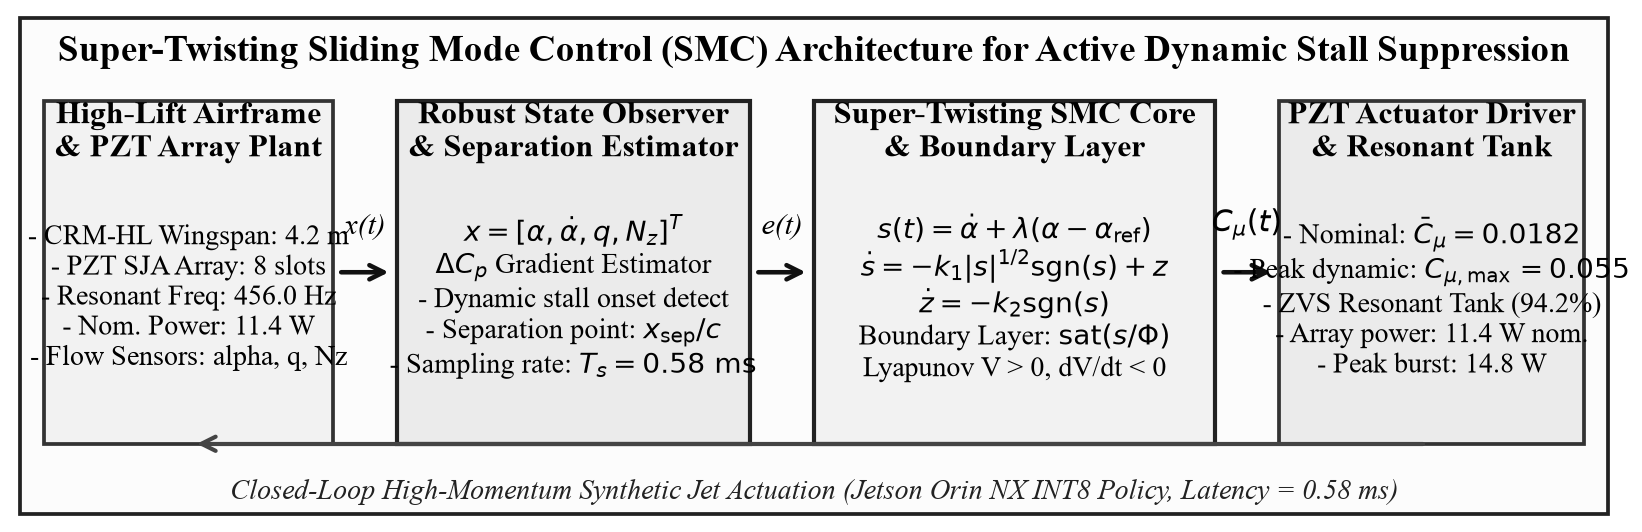 Super-Twisting Sliding Mode Control (SMC) Architecture for Active Dynamic Stall Suppression
High-Lift Airframe
& PZT Array Plant
- CRM-HL Wingspan: 4.2 m
- PZT SJA Array: 8 slots
- Resonant Freq: 456.0 Hz
- Nom. Power: 11.4 W
- Flow Sensors: alpha, q, Nz
x(t)
Robust State Observer
& Separation Estimator
x = [α, α̇, q, N_z]^T
ΔC_p Gradient Estimator
- Dynamic stall onset detect
- Separation point: x_sep/c
- Sampling rate: T_s = 0.58 ms
e(t)
Super-Twisting SMC Core
& Boundary Layer
s(t) = α̇ + λ(α − α_ref)
ṡ = −k₁|s|^1/2 sgn(s) + z
ż = −k₂sgn(s)
Boundary Layer: sat(s/Φ)
Lyapunov V > 0, dV/dt < 0
C_μ(t)
PZT Actuator Driver
& Resonant Tank
- Nominal: C̄_μ = 0.0182
- Peak dynamic: C_μ,max = 0.055
- ZVS Resonant Tank (94.2%)
- Array power: 11.4 W nom.
- Peak burst: 14.8 W
Closed-Loop High-Momentum Synthetic Jet Actuation (Jetson Orin NX INT8 Policy, Latency = 0.58 ms)